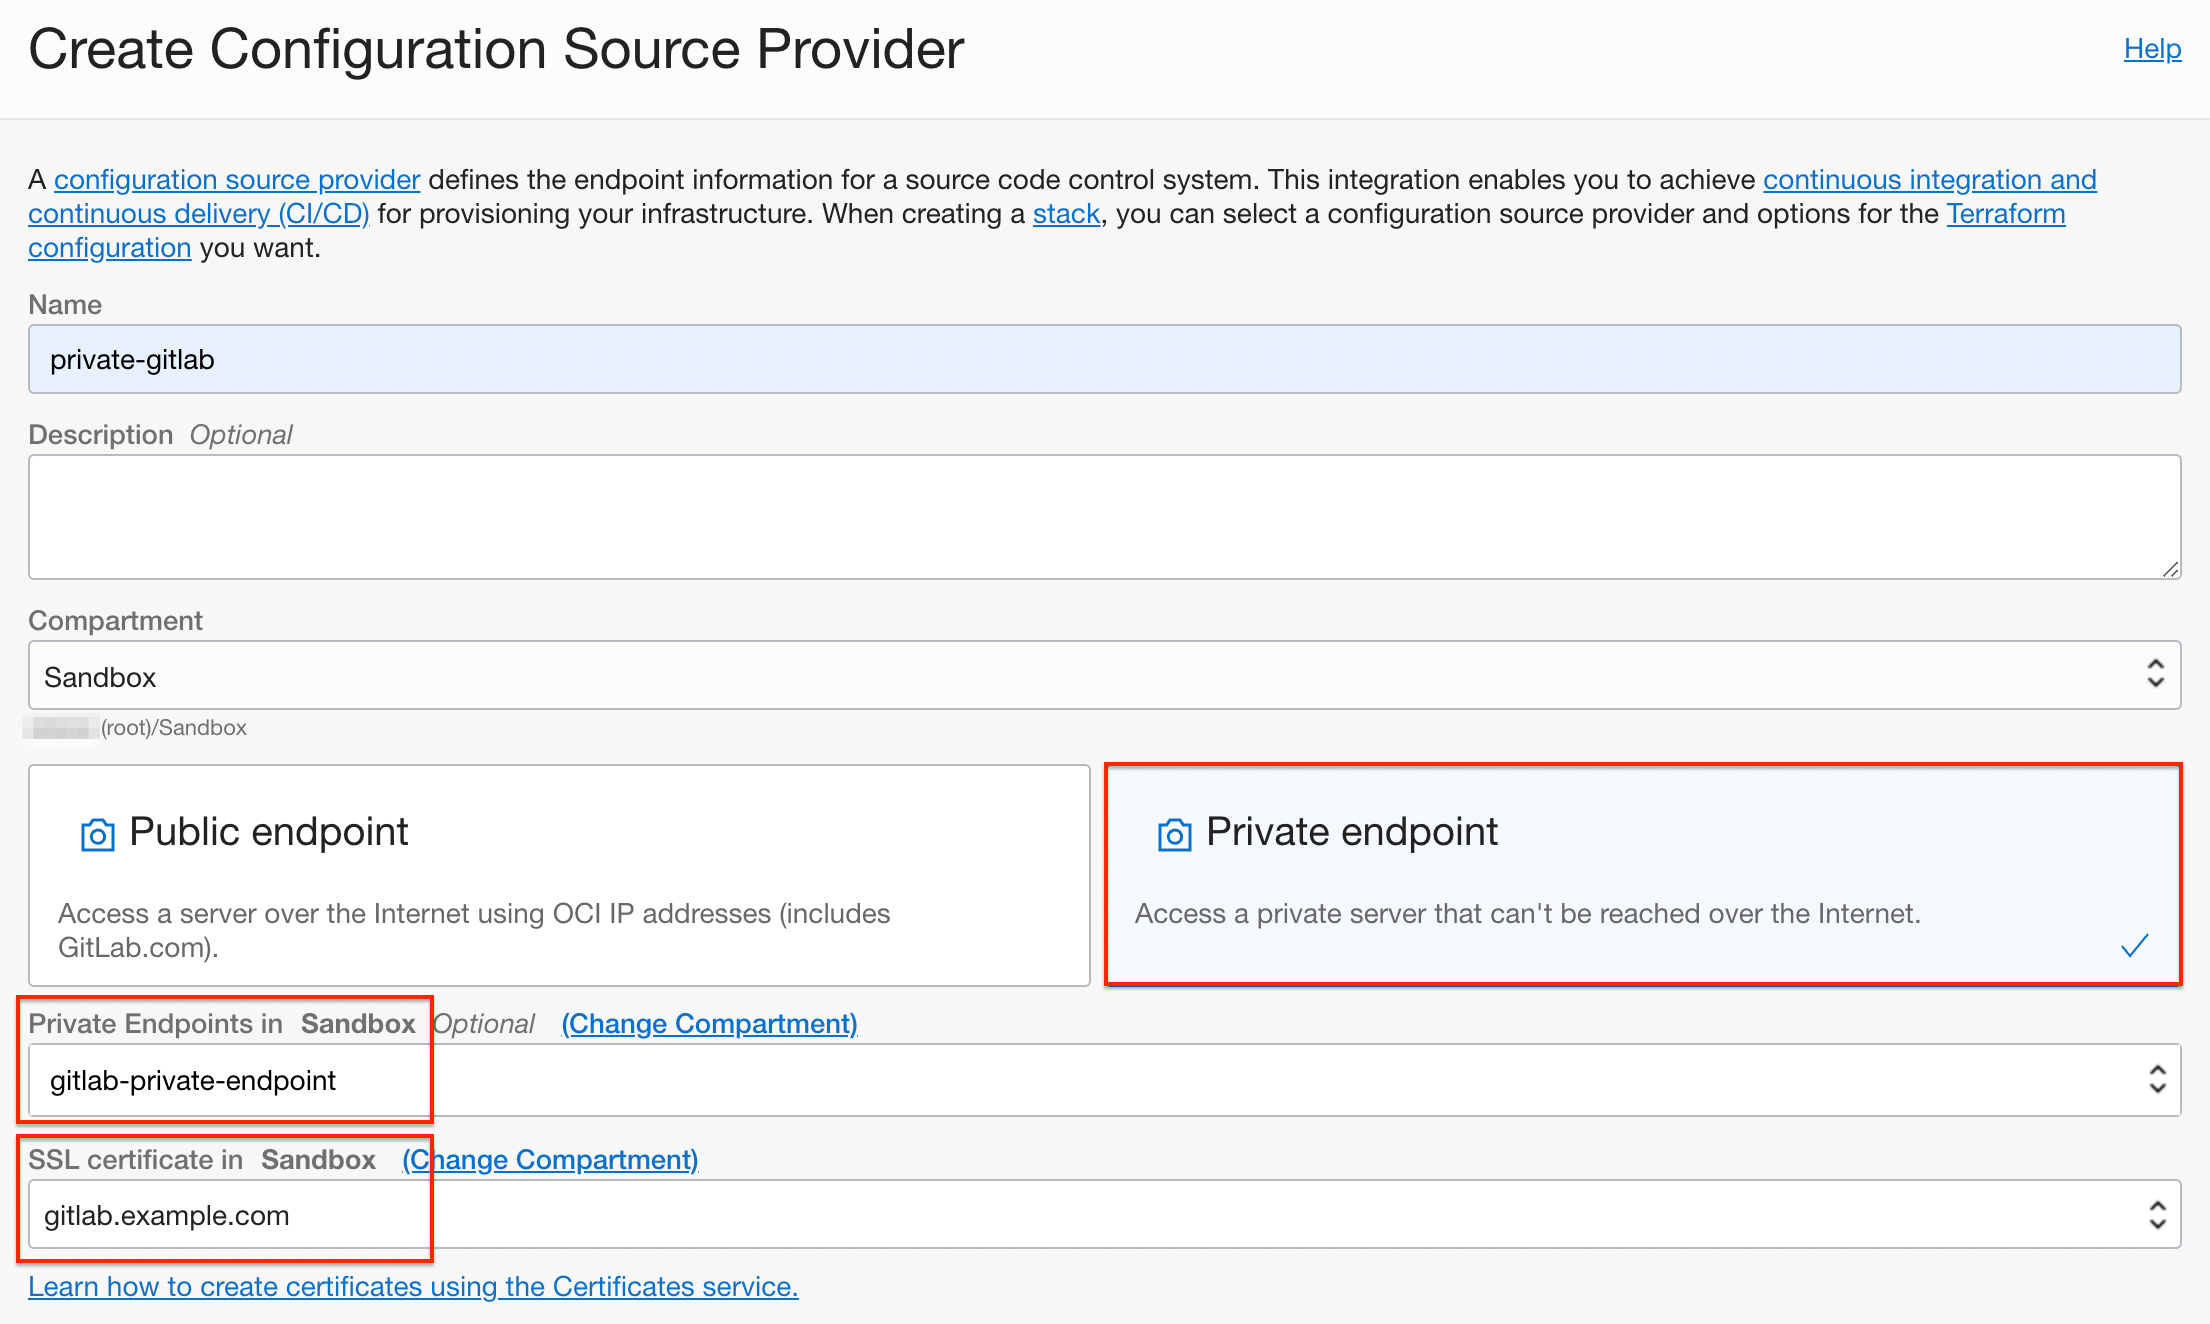 Create Configuration Source Provider
Help
A configuration source provider defines the endpoint information for a source code control system. This integration enables you to achieve continuous integration and
continuous delivery (CI/CD) for provisioning your infrastructure. When creating a stack, you can select a configuration source provider and options for the Terraform
configuration you want.
Name
private-gitlab
Description Optional
Compartment
Sandbox
(root)/Sandbox
Public endpoint
Access a server over the Internet using OCI IP addresses (includes
GitLab.com).
Private endpoint
Access a private server that can't be reached over the Internet.
Private Endpoints in Sandbox Optional (Change Compartment)
gitlab-private-endpoint
SSL certificate in Sandbox (Change Compartment)
gitlab.example.com
Learn how to create certificates using the Certificates service.